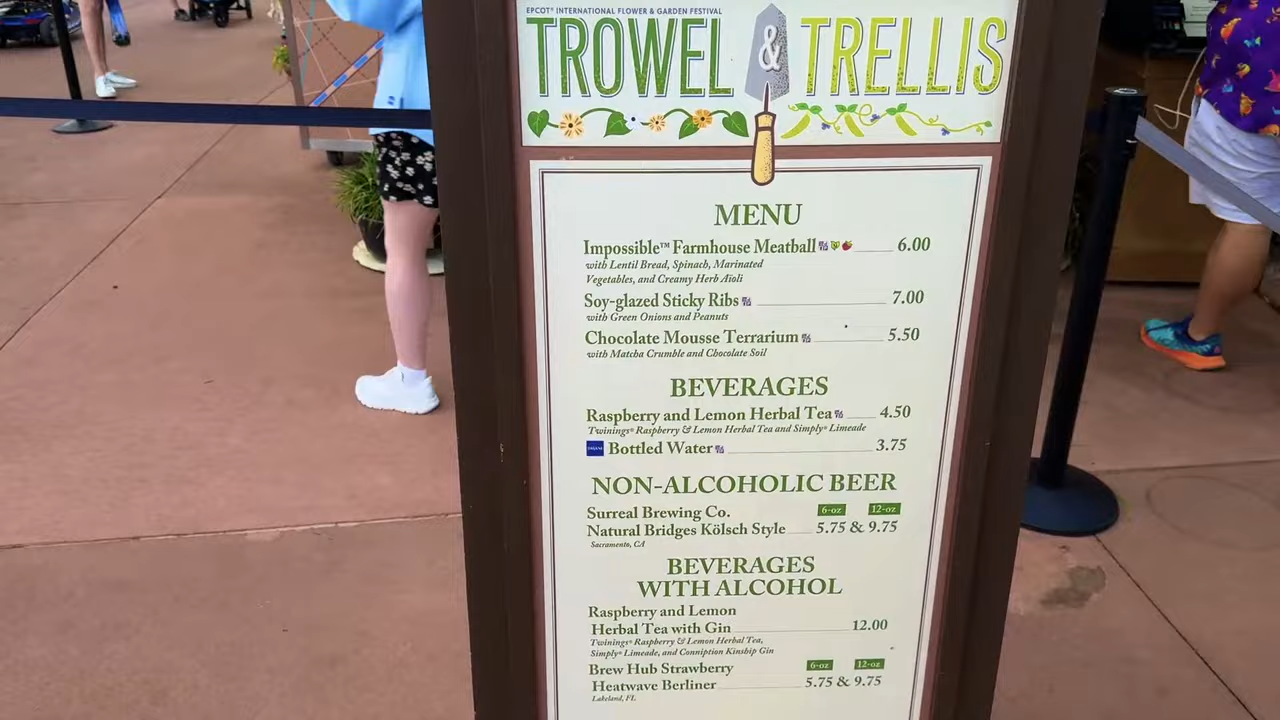 EPCOT® INTERNATIONAL FLOWER & GARDEN FESTIVAL
TROWEL & TRELLIS
MENU
Impossible™ Farmhouse Meatball 6.00
with Lentil Bread, Spinach, Marinated
Vegetables, and Creamy Herb Aïoli
Soy-glazed Sticky Ribs 7.00
with Green Onions and Peanuts
Chocolate Mousse Terrarium 5.50
with Matcha Crumble and Chocolate Soil
BEVERAGES
Raspberry and Lemon Herbal Tea 4.50
Twinings® Raspberry & Lemon Herbal Tea and Simply® Limeade
Bottled Water 3.75
NON-ALCOHOLIC BEER
Surreal Brewing Co. 6-oz 12-oz
Natural Bridges Kölsch Style 5.75 & 9.75
Sacramento, CA
BEVERAGES
WITH ALCOHOL
Raspberry and Lemon
Herbal Tea with Gin 12.00
Twinings® Raspberry & Lemon Herbal Tea,
Simply® Limeade, and Conniption Kinship Gin
Brew Hub Strawberry 6-oz 12-oz
Heatwave Berliner 5.75 & 9.75
Lakeland, FL